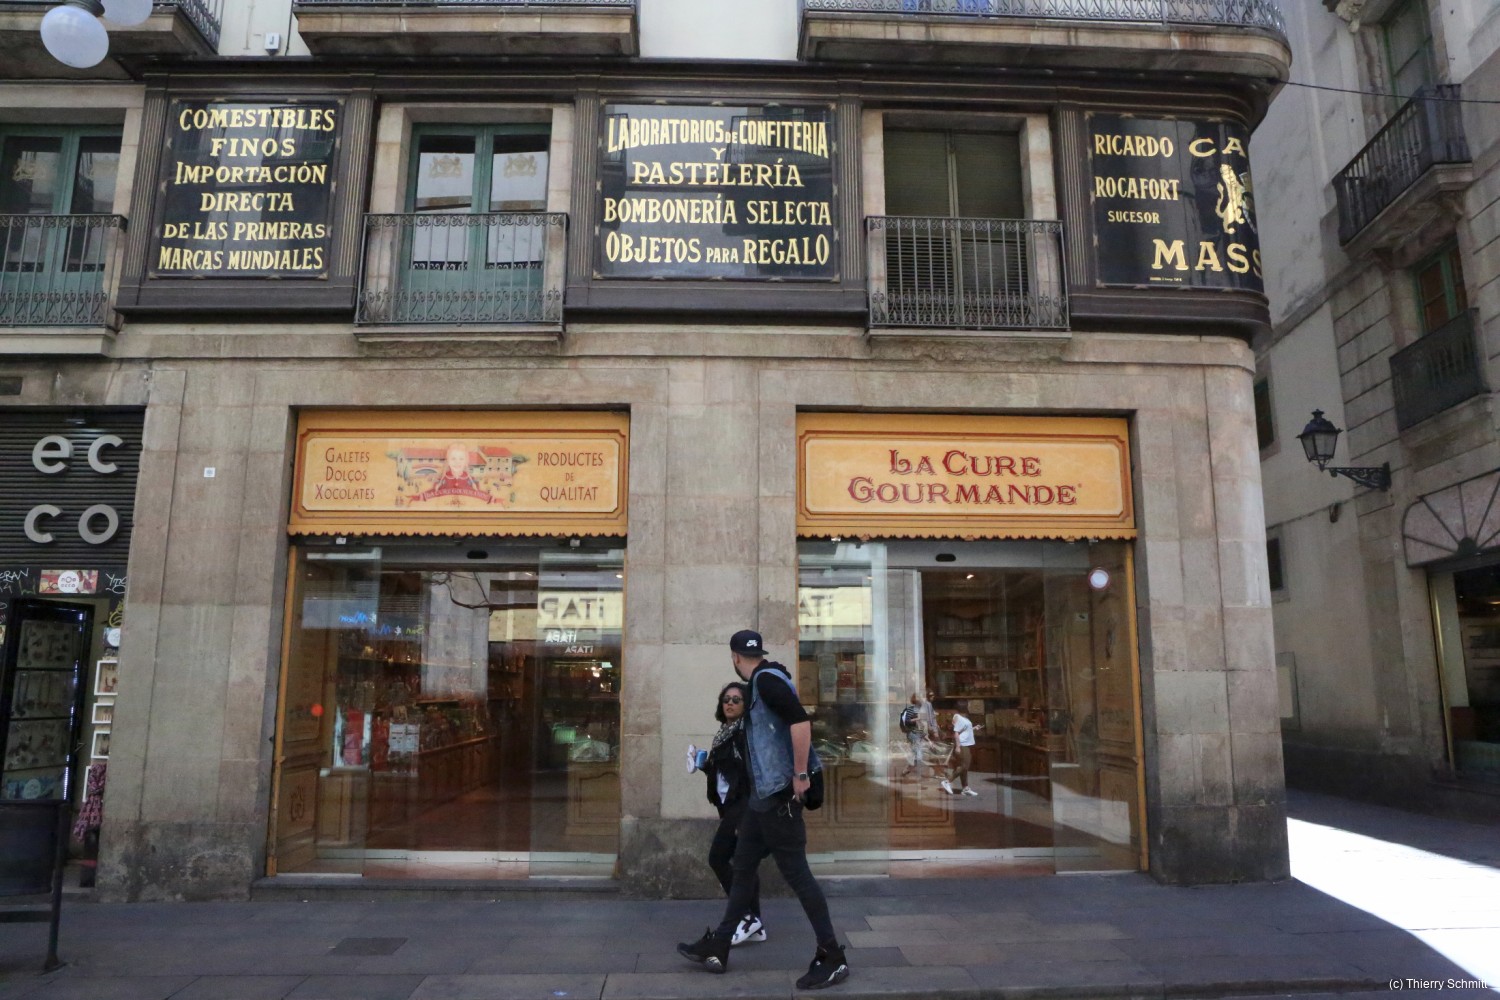 COMESTIBLES
FINOS
IMPORTACIÓN
DIRECTA
DE LAS PRIMERAS
MARCAS MUNDIALES
LABORATORIOS DE CONFITERIA
Y
PASTELERÍA
BOMBONERÍA SELECTA
OBJETOS PARA REGALO
RICARDO CA
ROCAFORT
SUCESOR
MASS
ec
co
GALETES
DOLÇOS
XOCOLATES
PRODUCTES
DE
QUALITAT
LA CURE
GOURMANDE
(c) Thierry Schmitt